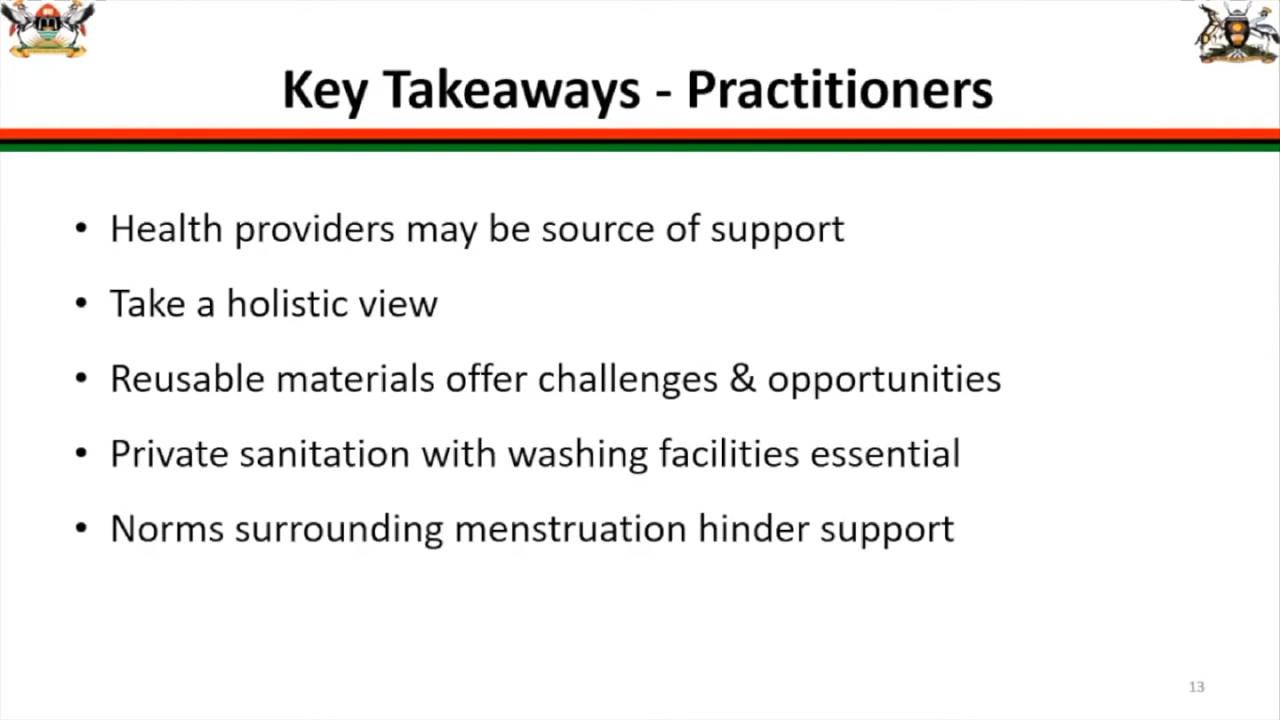 Key Takeaways - Practitioners
• Health providers may be source of support
• Take a holistic view
• Reusable materials offer challenges & opportunities
• Private sanitation with washing facilities essential
• Norms surrounding menstruation hinder support
13